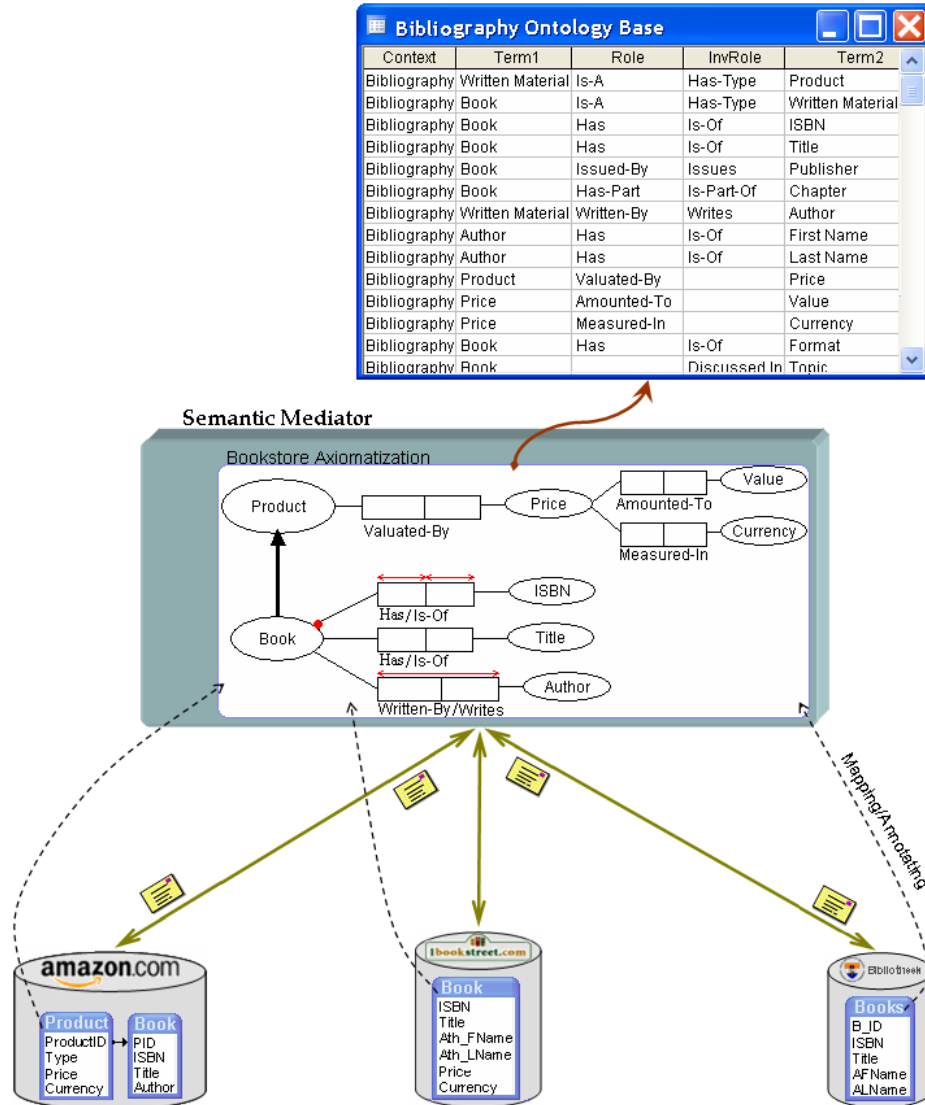 Bibliography Ontology Base
Context Term1 Role InvRole Term2
Bibliography Written Material Is-A Has-Type Product
Bibliography Book Is-A Has-Type Written Material
Bibliography Book Has Is-Of ISBN
Bibliography Book Has Is-Of Title
Bibliography Book Issued-By Issues Publisher
Bibliography Book Has-Part Is-Part-Of Chapter
Bibliography Written Material Written-By Writes Author
Bibliography Author Has Is-Of First Name
Bibliography Author Has Is-Of Last Name
Bibliography Product Valuated-By Price
Bibliography Price Amounted-To Value
Bibliography Price Measured-In Currency
Bibliography Book Has Is-Of Format
Bibliography Book Discussed In Topic
Semantic Mediator
Bookstore Axiomatization
Product
Valuated-By
Price
Value
Amounted-To
Currency
Measured-In
Book
ISBN
Has/Is-Of
Title
Has/Is-Of
Author
Written-By/Writes
Mapping/Annotating
amazon.com
Product
ProductID
Type
Price
Currency
Book
PID
ISBN
Title
Author
1bookstreet.com
Book
ISBN
Title
Ath_FName
Ath_LName
Price
Currency
Bibliotheek
Books
B_ID
ISBN
Title
AFName
ALName